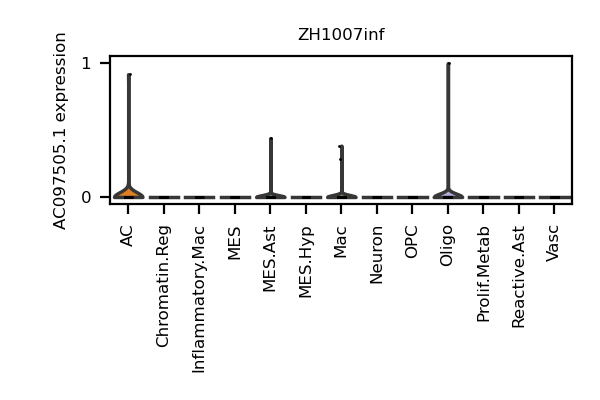 ZH1007inf
AC097505.1 expression
1
0
AC
Chromatin.Reg
Inflammatory.Mac
MES
MES.Ast
MES.Hyp
Mac
Neuron
OPC
Oligo
Prolif.Metab
Reactive.Ast
Vasc